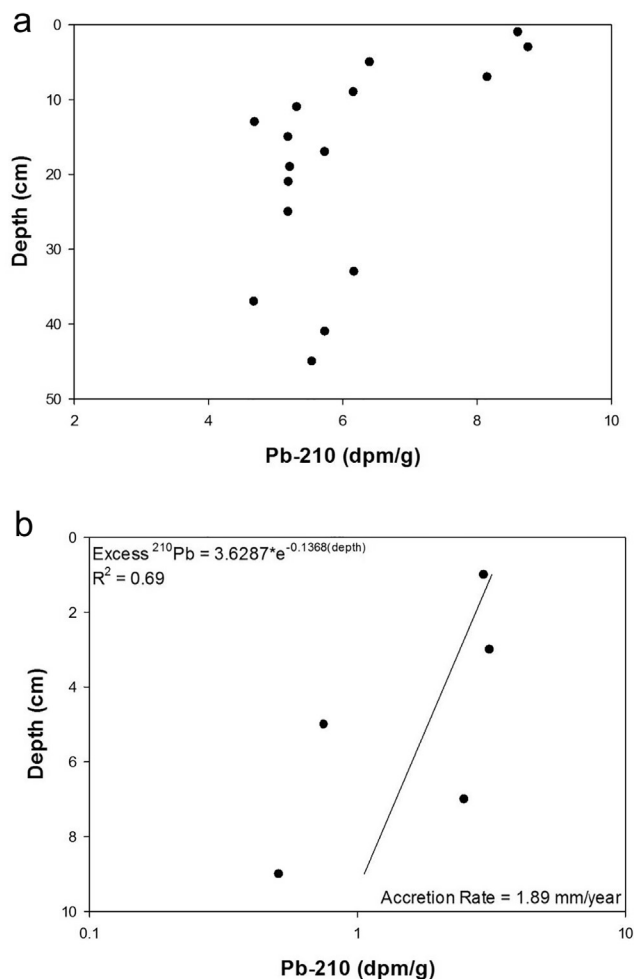 a
0
10
20
30
40
50
Depth (cm)
2 4 6 8 10
Pb-210 (dpm/g)
b
Excess ²¹⁰Pb = 3.6287*e^-0.1368(depth)
R² = 0.69
0
2
4
6
8
10
Depth (cm)
Accretion Rate = 1.89 mm/year
0.1 1 10
Pb-210 (dpm/g)